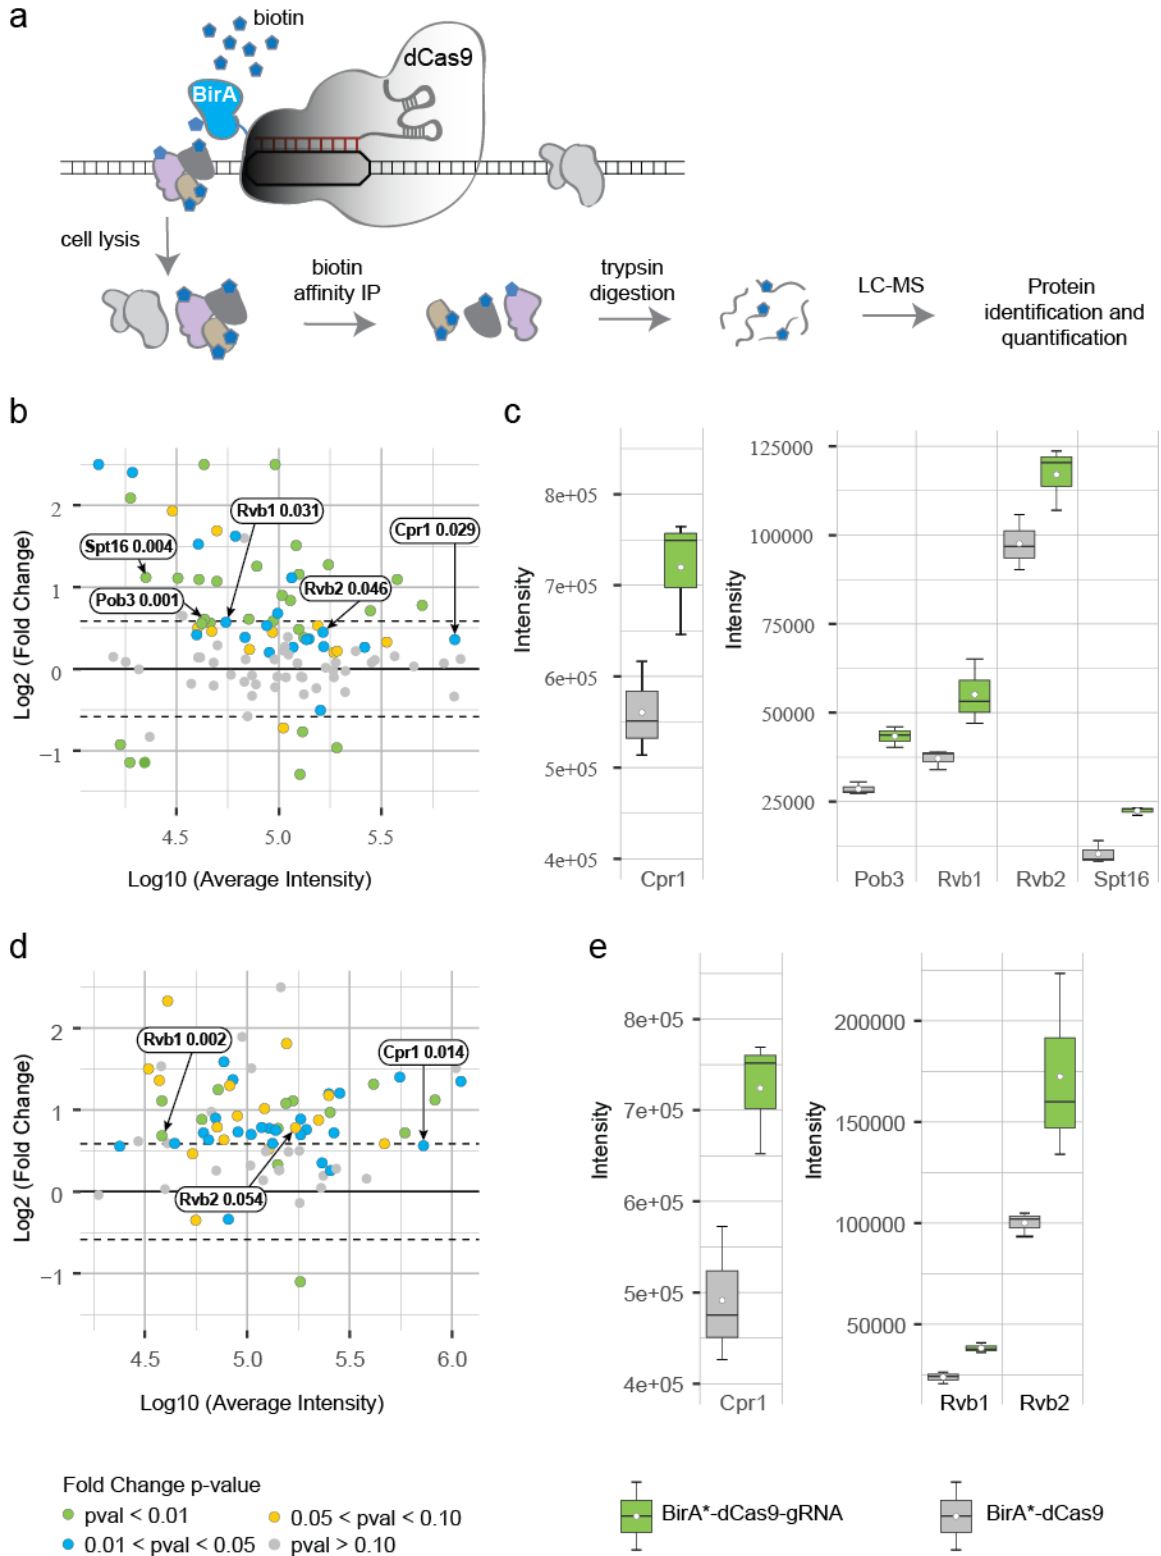 a
biotin
dCas9
BirA
cell lysis
biotin
affinity IP
trypsin
digestion
LC-MS
Protein
identification and
quantification
b
Log2 (Fold Change)
2
1
0
−1
Rvb1 0.031
Cpr1 0.029
Spt16 0.004
Rvb2 0.046
Pob3 0.001
4.5
5.0
5.5
Log10 (Average Intensity)
c
Intensity
8e+05
7e+05
6e+05
5e+05
4e+05
Cpr1
Intensity
125000
100000
75000
50000
25000
Pob3
Rvb1
Rvb2
Spt16
d
Log2 (Fold Change)
2
1
0
−1
Rvb1 0.002
Cpr1 0.014
Rvb2 0.054
4.5
5.0
5.5
6.0
Log10 (Average Intensity)
e
Intensity
8e+05
7e+05
6e+05
5e+05
4e+05
Cpr1
Intensity
200000
150000
100000
50000
Rvb1
Rvb2
Fold Change p-value
pval < 0.01
0.05 < pval < 0.10
0.01 < pval < 0.05
pval > 0.10
BirA*-dCas9-gRNA
BirA*-dCas9